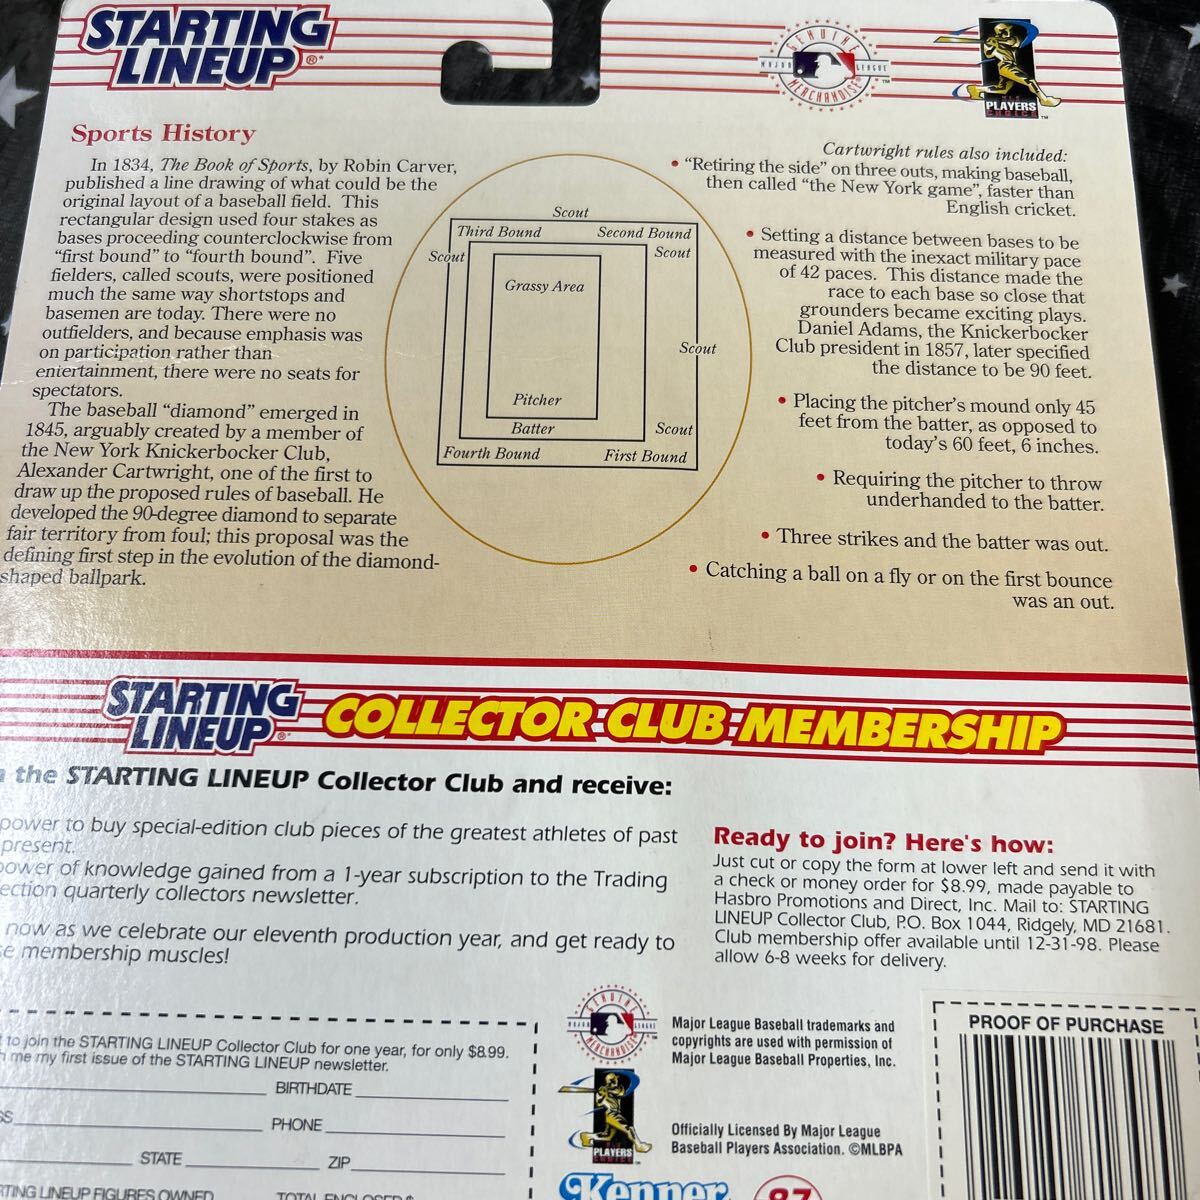 STARTING
LINEUP®*
GENUINE
MAJOR LEAGUE
MERCHANDISE
™
PLAYERS
CHOICE ™
Sports History
In 1834, The Book of Sports, by Robin Carver,
published a line drawing of what could be the
original layout of a baseball field. This
rectangular design used four stakes as
bases proceeding counterclockwise from
“first bound” to “fourth bound”. Five
fielders, called scouts, were positioned
much the same way shortstops and
basemen are today. There were no
outfielders, and because emphasis was
on participation rather than
entertainment, there were no seats for
spectators.
The baseball “diamond” emerged in
1845, arguably created by a member of
the New York Knickerbocker Club,
Alexander Cartwright, one of the first to
draw up the proposed rules of baseball. He
developed the 90-degree diamond to separate
fair territory from foul; this proposal was the
defining first step in the evolution of the diamond-
shaped ballpark.
Scout
Third Bound Second Bound
Scout Scout
Grassy Area
Scout
Pitcher
Batter Scout
Fourth Bound First Bound
Cartwright rules also included:
• “Retiring the side” on three outs, making baseball,
then called “the New York game”, faster than
English cricket.
• Setting a distance between bases to be
measured with the inexact military pace
of 42 paces. This distance made the
race to each base so close that
grounders became exciting plays.
Daniel Adams, the Knickerbocker
Club president in 1857, later specified
the distance to be 90 feet.
• Placing the pitcher's mound only 45
feet from the batter, as opposed to
today's 60 feet, 6 inches.
• Requiring the pitcher to throw
underhanded to the batter.
• Three strikes and the batter was out.
• Catching a ball on a fly or on the first bounce
was an out.
STARTING
LINEUP®*
COLLECTOR CLUB MEMBERSHIP
the STARTING LINEUP Collector Club and receive:
power to buy special-edition club pieces of the greatest athletes of past
present.
power of knowledge gained from a 1-year subscription to the Trading
quarterly collectors newsletter.
now as we celebrate our eleventh production year, and get ready to
membership muscles!
Ready to join? Here's how:
Just cut or copy the form at lower left and send it with
a check or money order for $8.99, made payable to
Hasbro Promotions and Direct, Inc. Mail to: STARTING
LINEUP Collector Club, P.O. Box 1044, Ridgely, MD 21681.
Club membership offer available until 12-31-98. Please
allow 6-8 weeks for delivery.
to join the STARTING LINEUP Collector Club for one year, for only $8.99.
me my first issue of the STARTING LINEUP newsletter.
BIRTHDATE
PHONE
STATE ZIP
LINEUP FIGURES OWNED TOTAL ENCLOSED $
GENUINE
MAJOR LEAGUE
MERCHANDISE
PLAYERS
CHOICE ™
Major League Baseball trademarks and
copyrights are used with permission of
Major League Baseball Properties, Inc.
Officially Licensed By Major League
Baseball Players Association. ©MLBPA
Kenner
PROOF OF PURCHASE